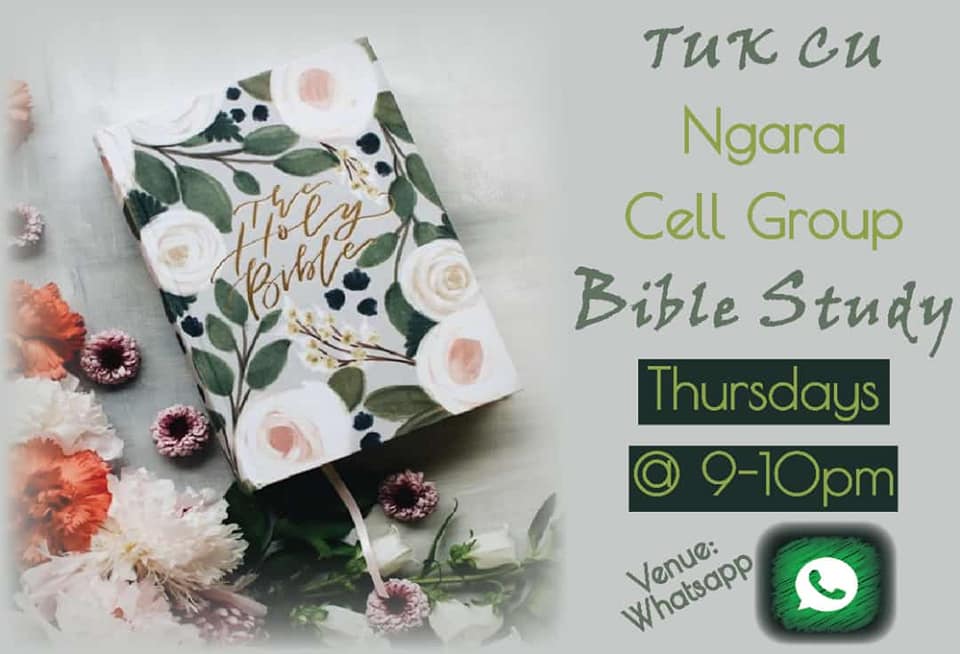 The
Holy
Bible
TUK CU
Ngara
Cell Group
Bible Study
Thursdays
@ 9-10pm
Venue:
Whatsapp